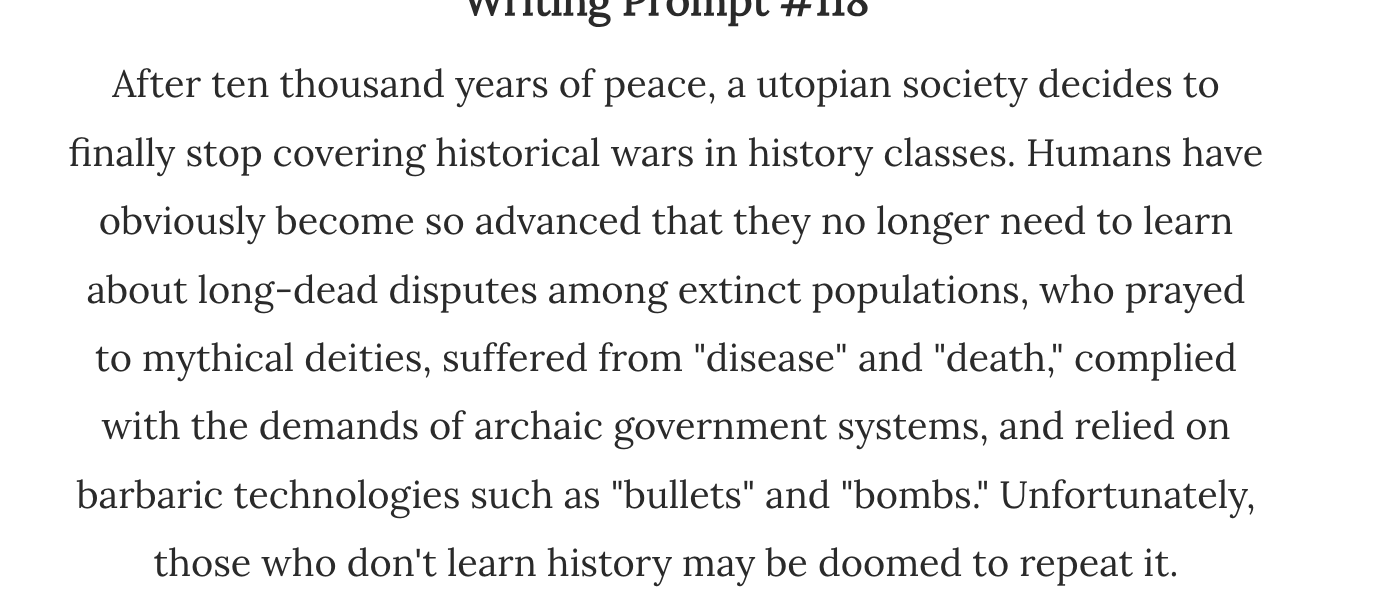 Writing Prompt #118
After ten thousand years of peace, a utopian society decides to
finally stop covering historical wars in history classes. Humans have
obviously become so advanced that they no longer need to learn
about long-dead disputes among extinct populations, who prayed
to mythical deities, suffered from "disease" and "death," complied
with the demands of archaic government systems, and relied on
barbaric technologies such as "bullets" and "bombs." Unfortunately,
those who don't learn history may be doomed to repeat it.